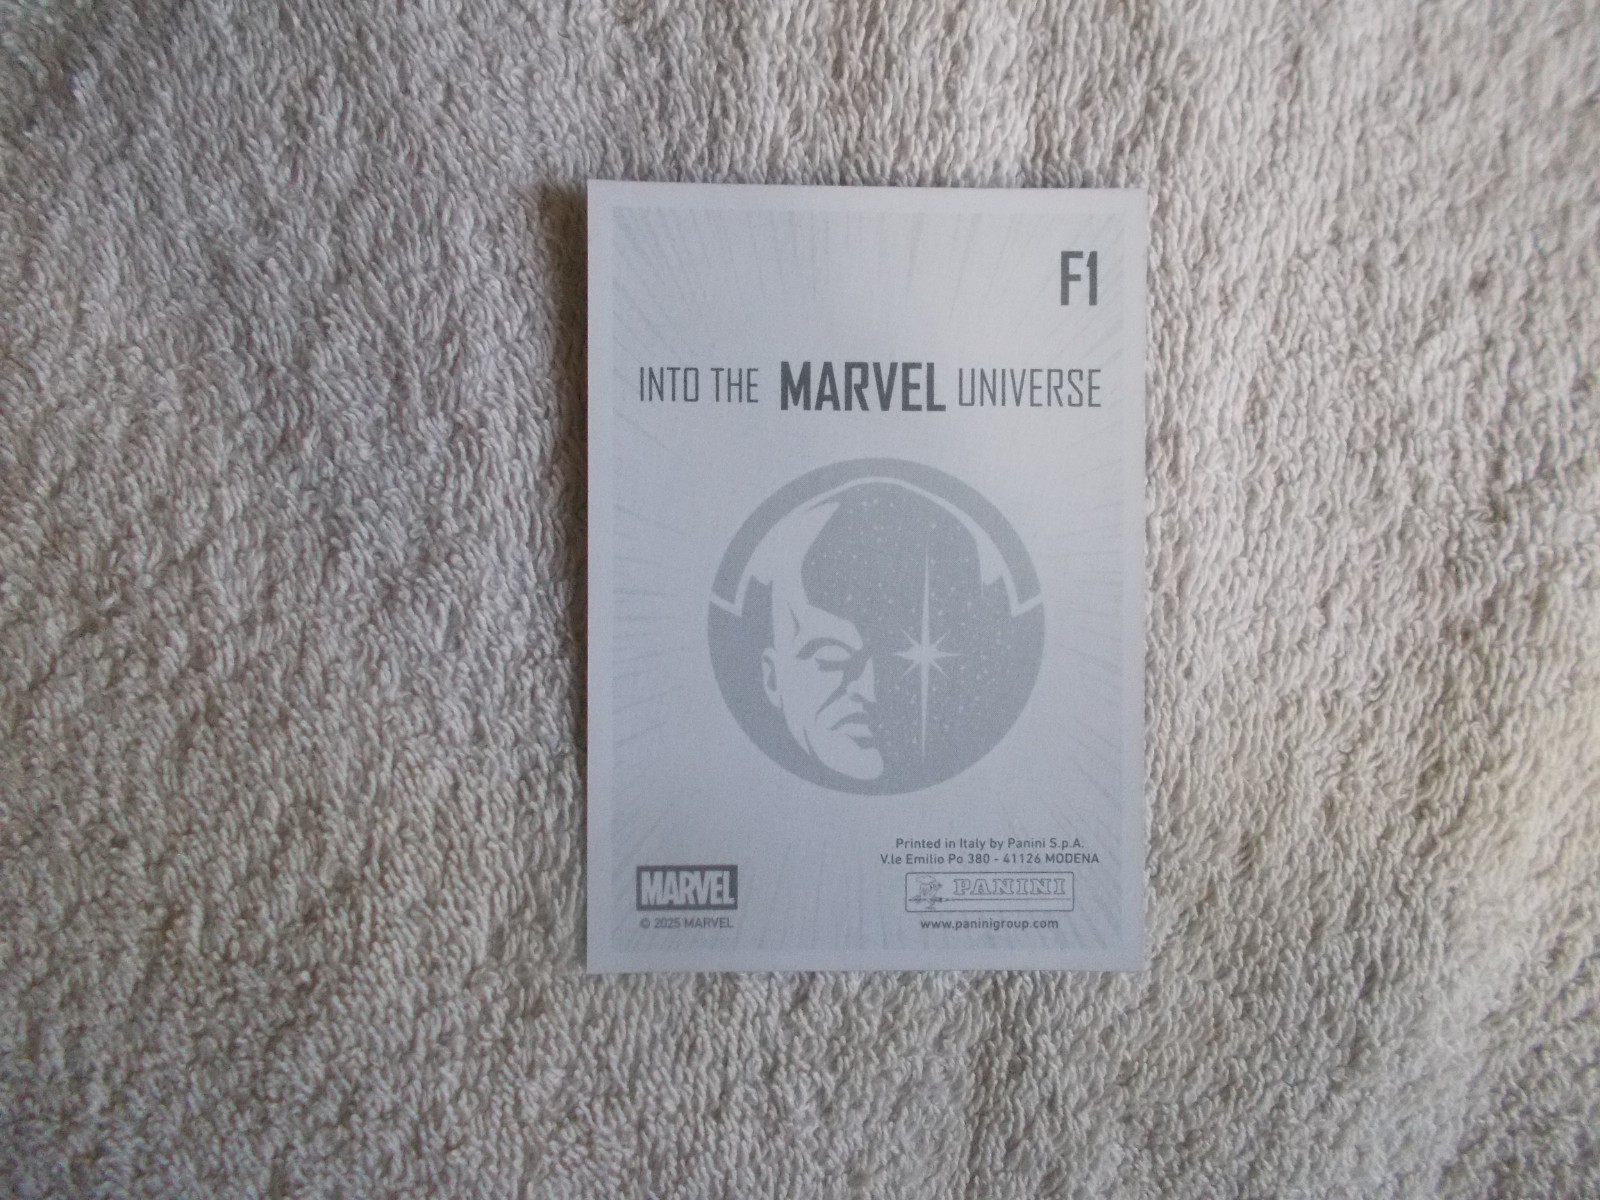 F1
INTO THE MARVEL UNIVERSE
Printed in Italy by Panini S.p.A.
V.le Emilio Po 380 - 41126 MODENA
MARVEL
PANINI
© 2025 MARVEL
www.paninigroup.com